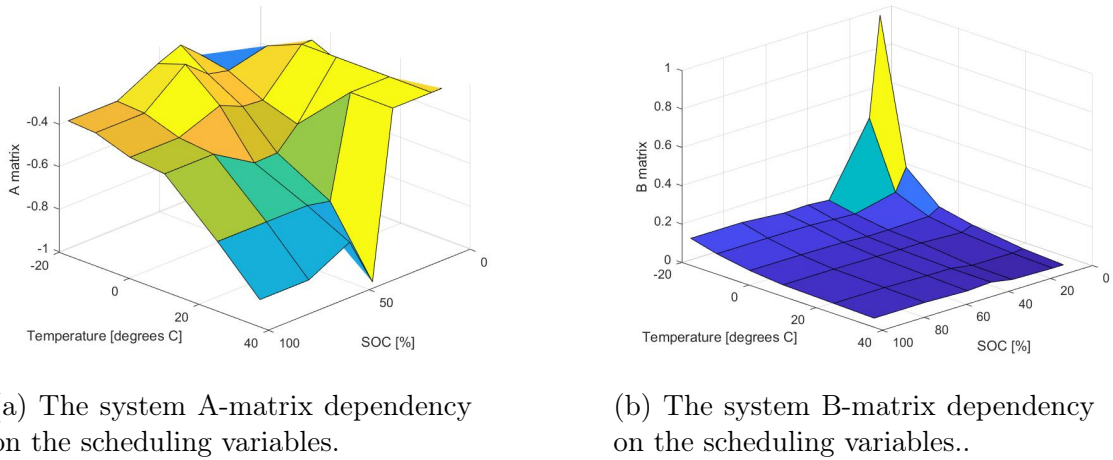 -0.4
-0.6
-0.8
-1
A matrix
-20
0
20
40
Temperature [degrees C]
100
50
0
SOC [%]
1
0.8
0.6
0.4
0.2
0
B matrix
-20
0
20
40
Temperature [degrees C]
100
80
60
40
20
0
SOC [%]
a) The system A-matrix dependency
on the scheduling variables.
(b) The system B-matrix dependency
on the scheduling variables..